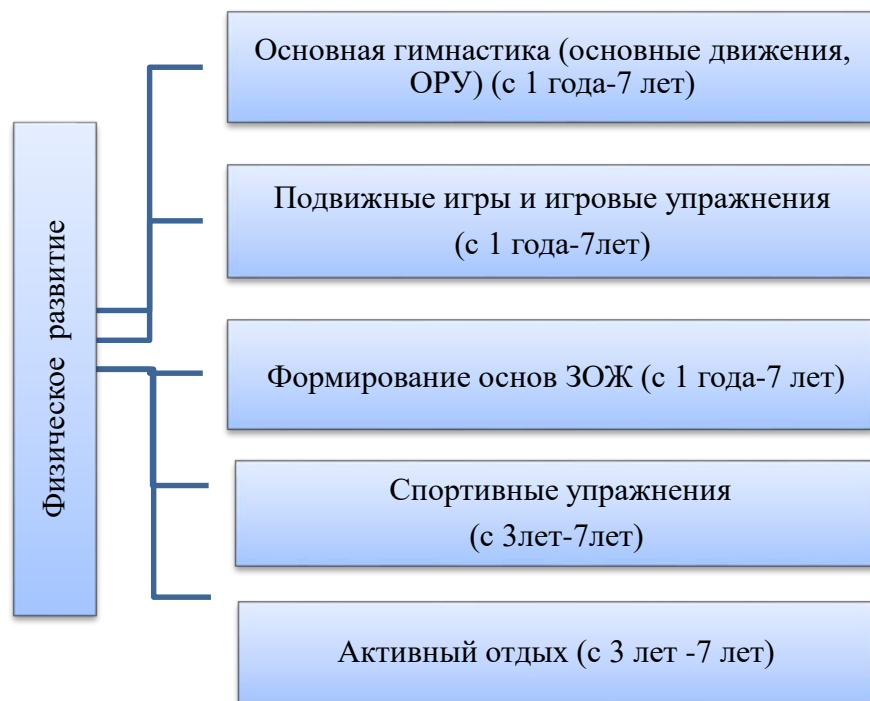 Физическое развитие
Основная гимнастика (основные движения,
ОРУ) (с 1 года-7 лет)
Подвижные игры и игровые упражнения
(с 1 года-7лет)
Формирование основ ЗОЖ (с 1 года-7 лет)
Спортивные упражнения
(с 3лет-7лет)
Активный отдых (с 3 лет -7 лет)